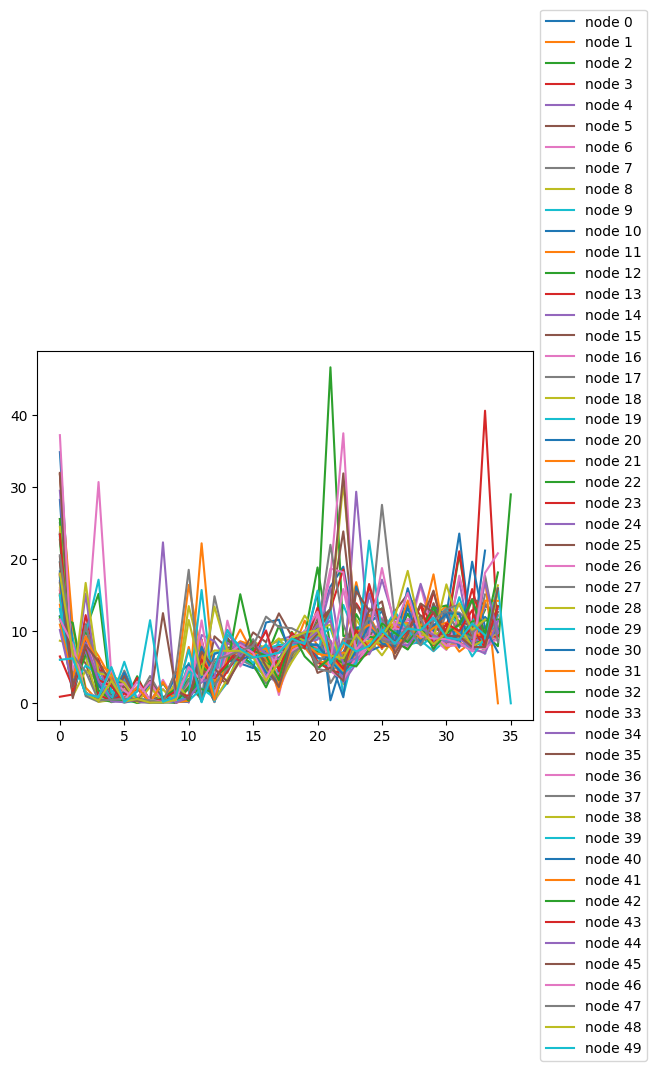 node 0
node 1
node 2
node 3
node 4
node 5
node 6
node 7
node 8
node 9
node 10
node 11
node 12
node 13
node 14
node 15
node 16
node 17
node 18
node 19
node 20
node 21
node 22
node 23
node 24
node 25
node 26
node 27
node 28
node 29
node 30
node 31
node 32
node 33
node 34
node 35
node 36
node 37
node 38
node 39
node 40
node 41
node 42
node 43
node 44
node 45
node 46
node 47
node 48
node 49
40
30
20
10
0
0 5 10 15 20 25 30 35